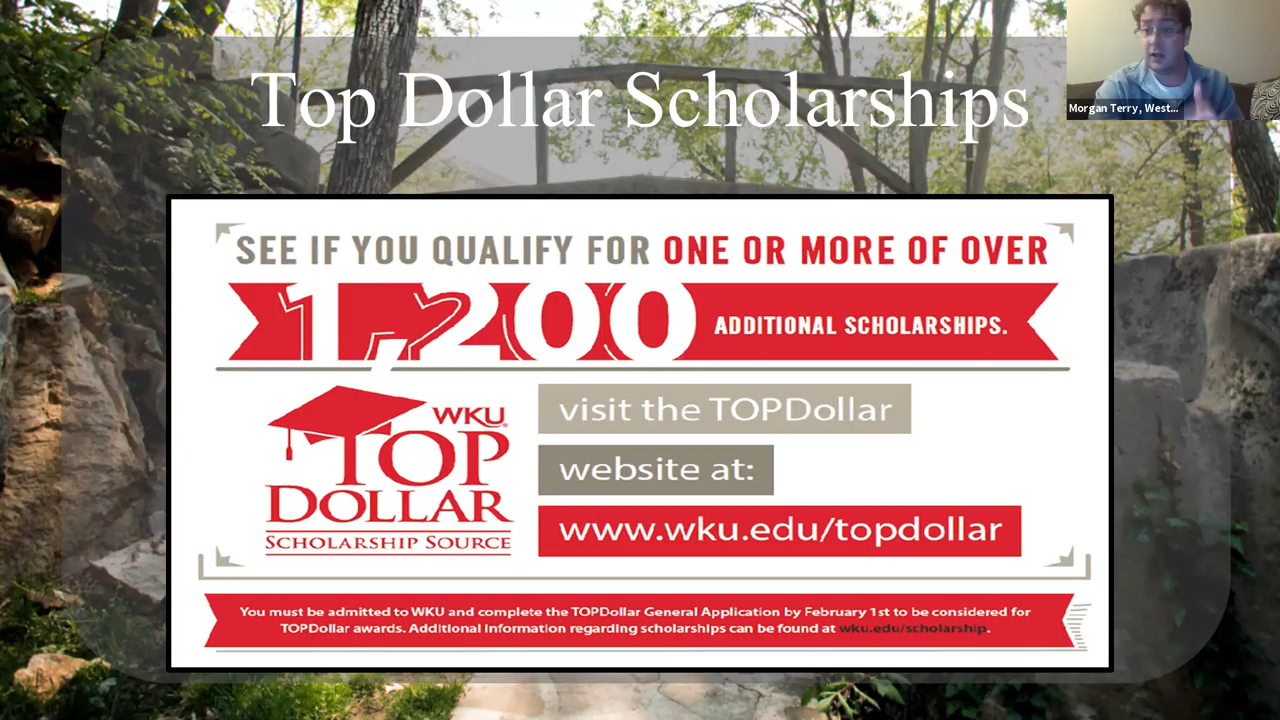 Top Dollar Scholarships
Morgan Terry, West...
SEE IF YOU QUALIFY FOR ONE OR MORE OF OVER
1,200
ADDITIONAL SCHOLARSHIPS.
WKU®
TOP
DOLLAR
SCHOLARSHIP SOURCE
visit the TOPDollar
website at:
www.wku.edu/topdollar
You must be admitted to WKU and complete the TOPDollar General Application by February 1st to be considered for
TOPDollar awards. Additional information regarding scholarships can be found at wku.edu/scholarship.